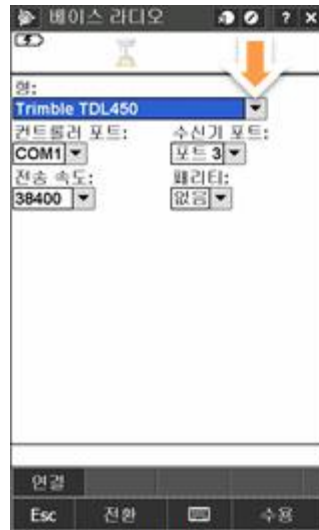 베이스 라디오
? ×
형:
Trimble TDL450
컨트롤러 포트: 수신기 포트:
COM1 포트 3
전송 속도: 패리티:
38400 없음
연결
Esc 전환 수용